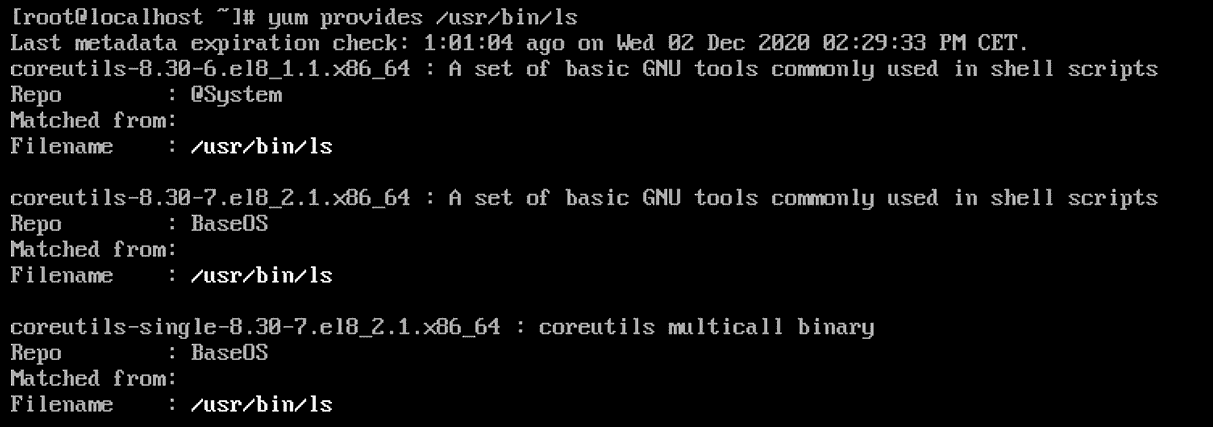 [root@localhost ~]# yum provides /usr/bin/ls
Last metadata expiration check: 1:01:04 ago on Wed 02 Dec 2020 02:29:33 PM CET.
coreutils-8.30-6.el8_1.1.x86_64 : A set of basic GNU tools commonly used in shell scripts
Repo        : @System
Matched from:
Filename    : /usr/bin/ls

coreutils-8.30-7.el8_2.1.x86_64 : A set of basic GNU tools commonly used in shell scripts
Repo        : BaseOS
Matched from:
Filename    : /usr/bin/ls

coreutils-single-8.30-7.el8_2.1.x86_64 : coreutils multicall binary
Repo        : BaseOS
Matched from:
Filename    : /usr/bin/ls